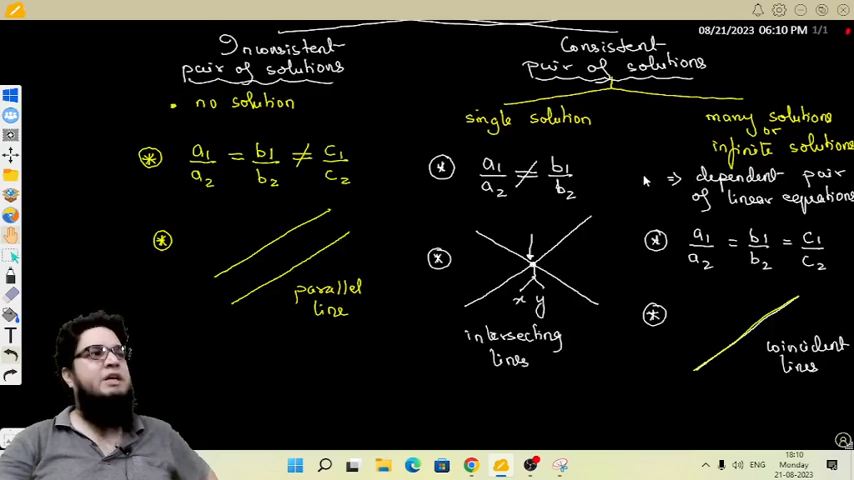 08/21/2023 06:10 PM 1/1
Inconsistent
pair of solutions
• no solution
* a1/a2 = b1/b2 ≠ c1/c2
*
parallel
line
Consistent
pair of solutions
single solution
* a1/a2 ≠ b1/b2
*
x y
intersecting
lines
many solutions
or
infinite solutions
⇒ dependent pair
of linear equations
* a1/a2 = b1/b2 = c1/c2
*
coincident
lines
T
ENG
18:10
Monday
21-08-2023